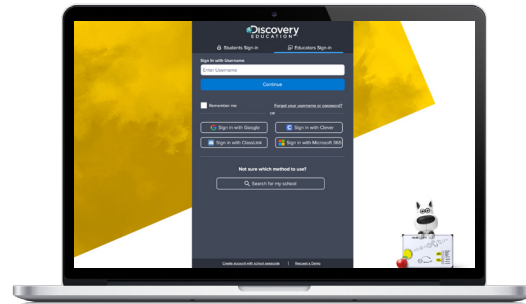 Discovery
EDUCATION
Students Sign-in
Educators Sign-in
Sign In with Username
Enter Username
Continue
Remember me
Forgot your username or password?
OR
Sign in with Google
Sign in with Clever
Sign in with ClassLink
Sign in with Microsoft 365
Not sure which method to use?
Search for my school
Create account with school passcode | Request a Demo